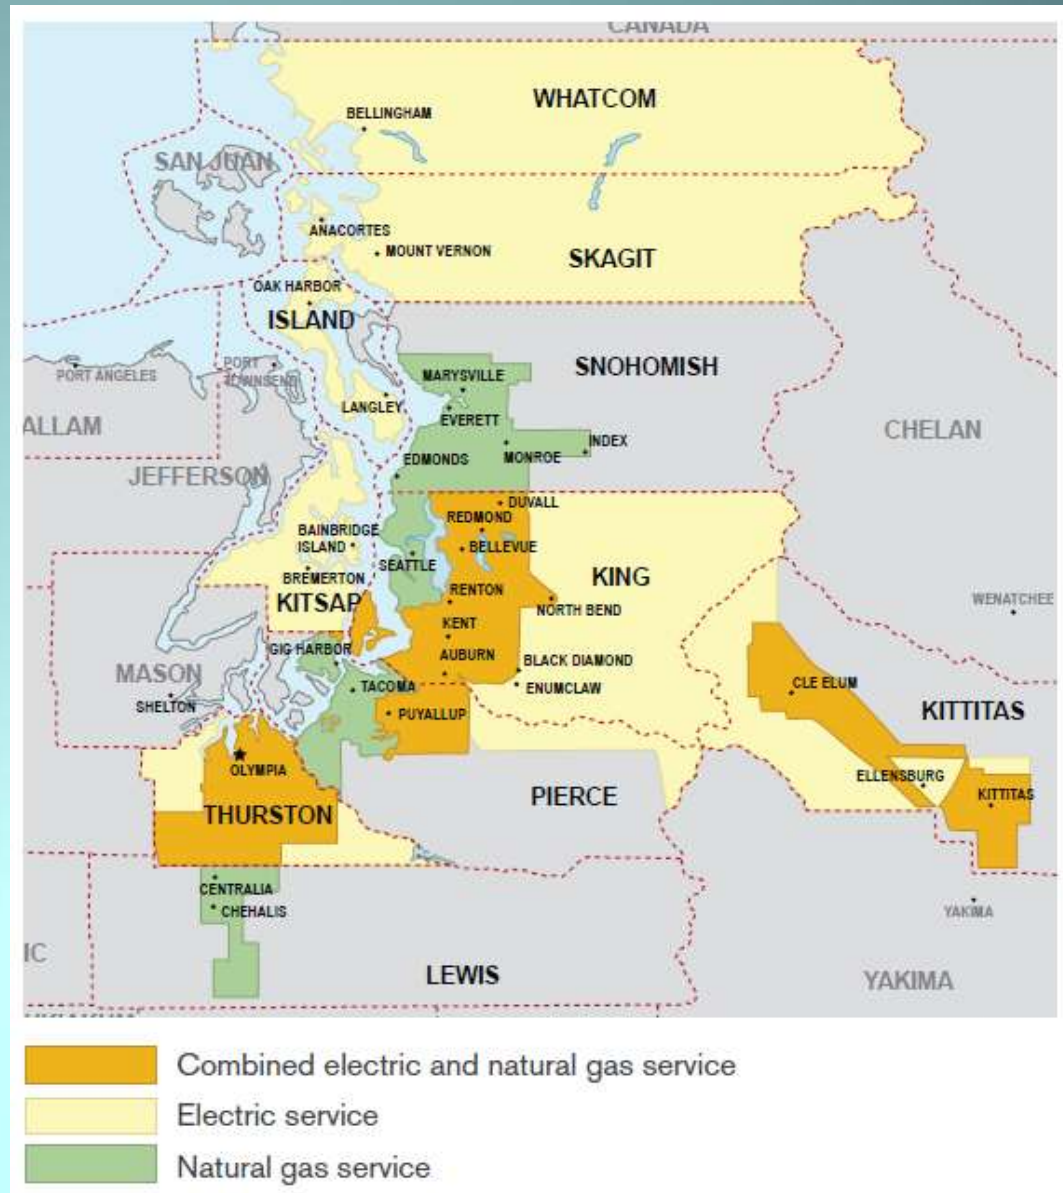 CANADA
WHATCOM
BELLINGHAM
SAN JUAN
ANACORTES
MOUNT VERNON
SKAGIT
OAK HARBOR
ISLAND
PORT
TOWNSEND
PORT ANGELES
SNOHOMISH
MARYSVILLE
LANGLEY
EVERETT
ALLAM
CHELAN
INDEX
MONROE
EDMONDS
JEFFERSON
DUVALL
REDMOND
BAINBRIDGE
ISLAND
BELLEVUE
SEATTLE
BREMERTON
KING
RENTON
KITSAP
NORTH BEND
WENATCHEE
KENT
GIG HARBOR
AUBURN
BLACK DIAMOND
MASON
TACOMA
ENUMCLAW
CLE ELUM
SHELTON
PUYALLUP
KITTITAS
OLYMPIA
ELLENSBURG
PIERCE
KITTITAS
THURSTON
CENTRALIA
CHEHALIS
YAKIMA
IC
LEWIS
YAKIMA
Combined electric and natural gas service
Electric service
Natural gas service